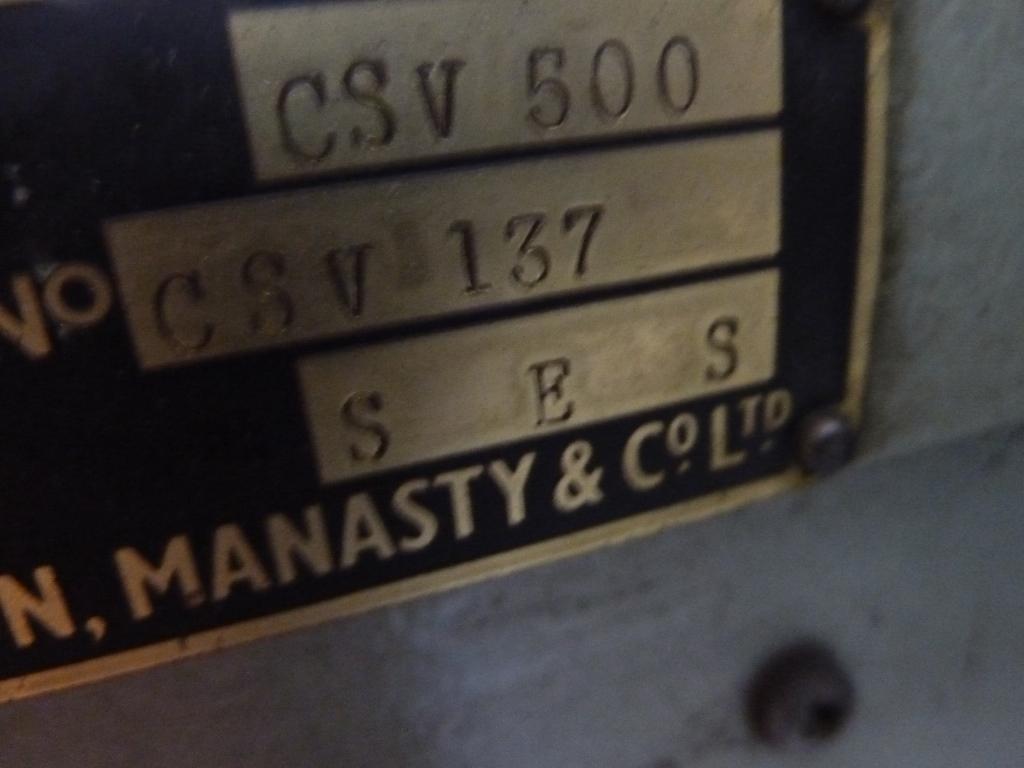 CSV 500
No CSV 137
S E S
N, MANASTY & Co. LTD